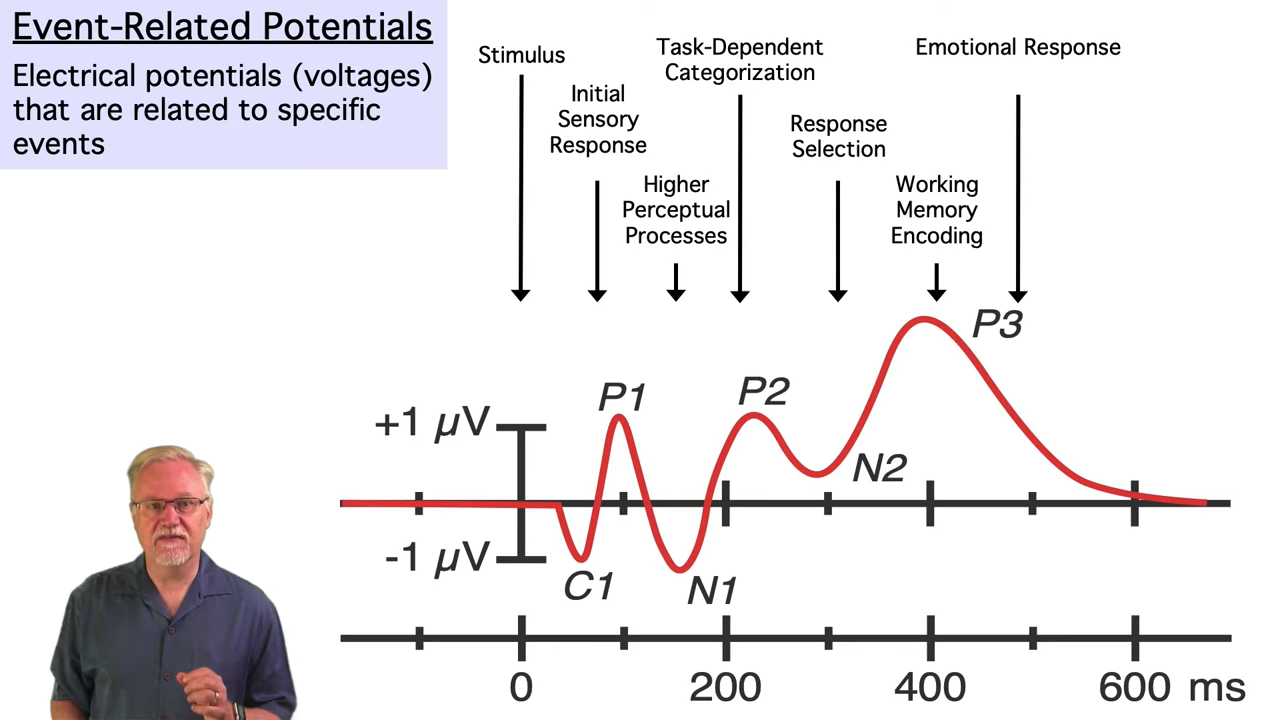 Event-Related Potentials
Electrical potentials (voltages)
that are related to specific
events
Stimulus
Initial
Sensory
Response
Higher
Perceptual
Processes
Task-Dependent
Categorization
Response
Selection
Working
Memory
Encoding
Emotional Response
+1 µV
-1 µV
C1
P1
N1
P2
N2
P3
0
200
400
600 ms